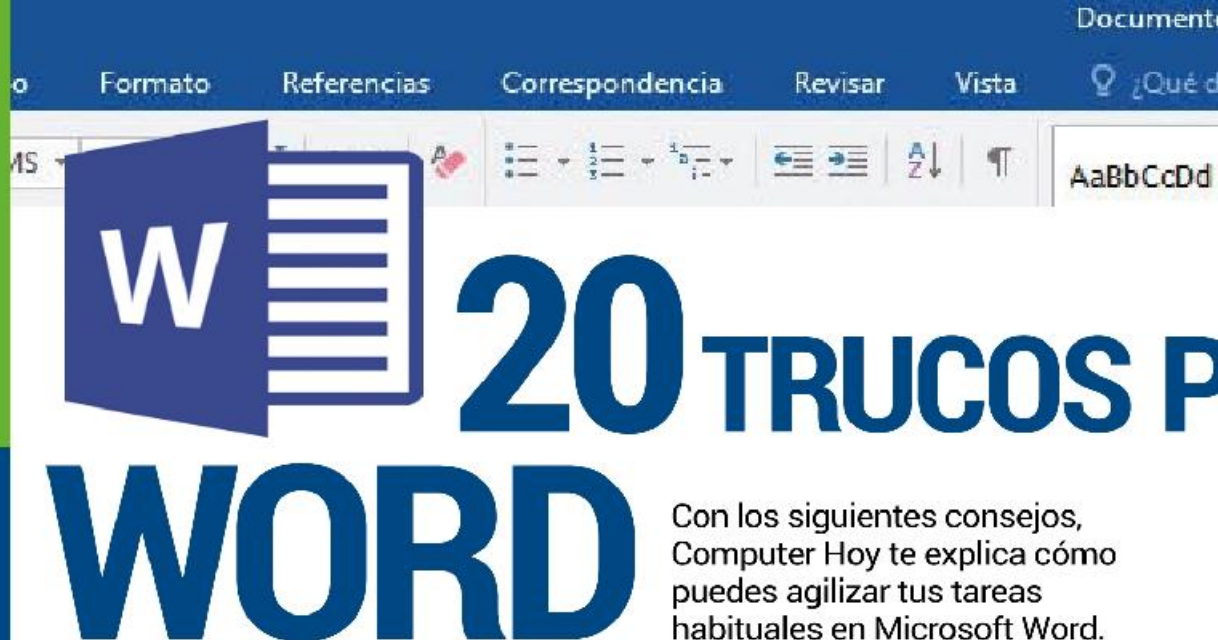 Documento
o Formato Referencias Correspondencia Revisar Vista ¿Qué d
MS AaBbCcDd
W
20 TRUCOS P
WORD
Con los siguientes consejos,
Computer Hoy te explica cómo
puedes agilizar tus tareas
habituales en Microsoft Word.